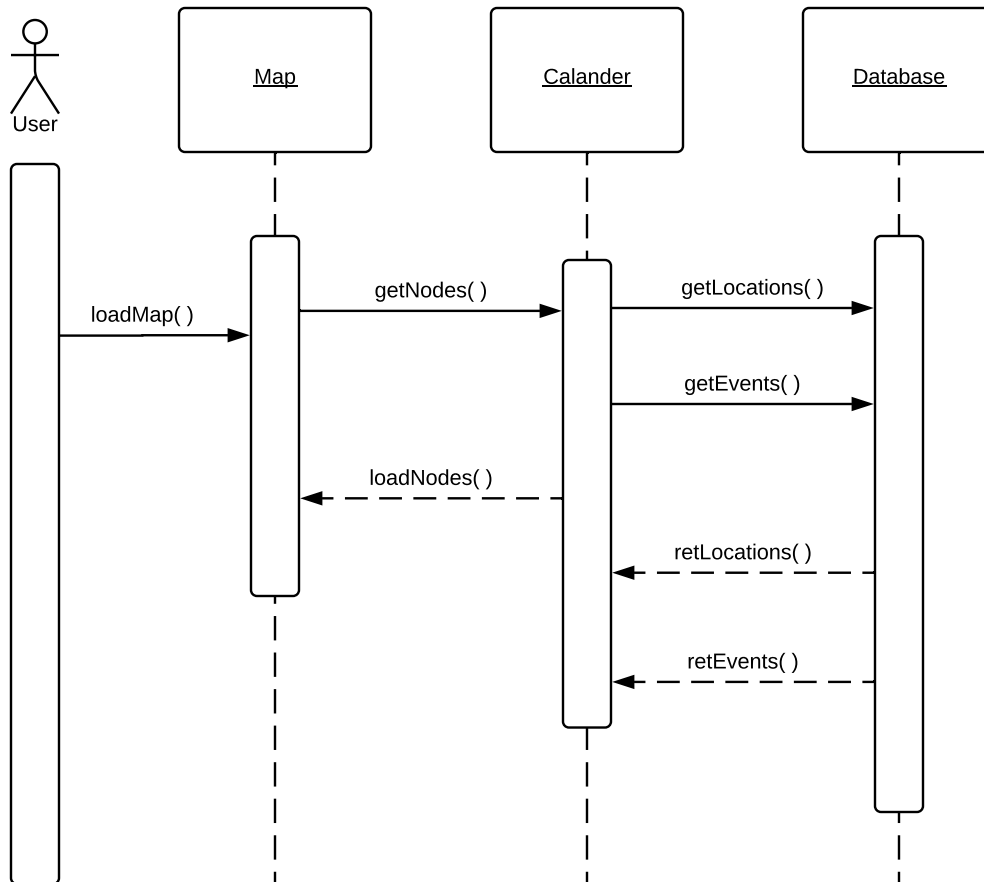 User
Map
Calander
Database
getLocations( )
getNodes( )
loadMap( )
getEvents( )
loadNodes( )
retLocations( )
retEvents( )